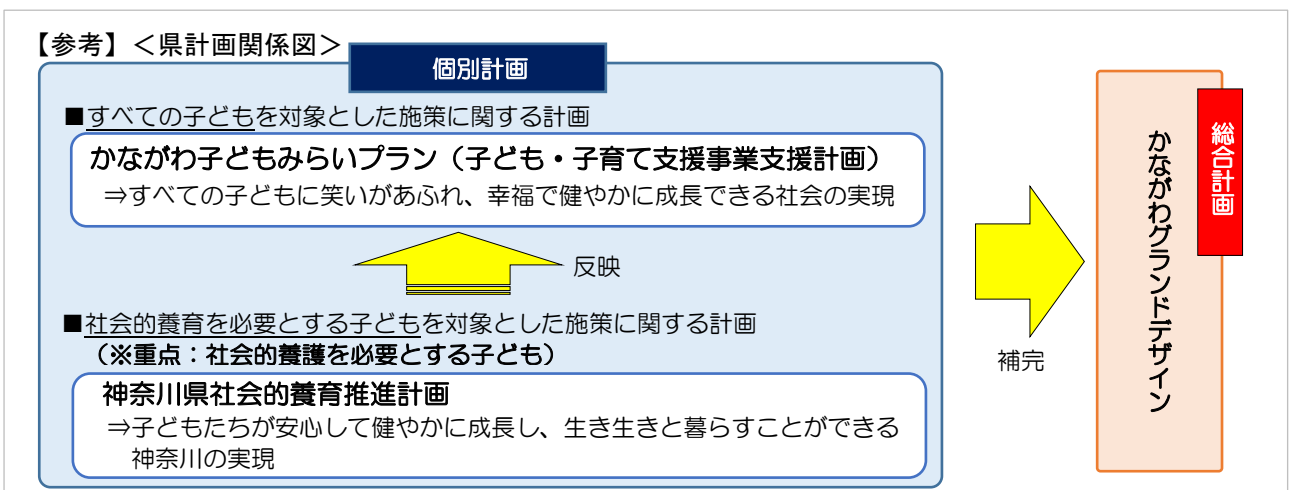 【参考】＜県計画関係図＞
個別計画
■すべての子どもを対象とした施策に関する計画
かながわ子どもみらいプラン（子ども・子育て支援事業支援計画）
⇒すべての子どもに笑いがあふれ、幸福で健やかに成長できる社会の実現
反映
■社会的養育を必要とする子どもを対象とした施策に関する計画
（※重点：社会的養護を必要とする子ども）
神奈川県社会的養育推進計画
⇒子どもたちが安心して健やかに成長し、生き生きと暮らすことができる
神奈川の実現
補完
総合計画
かながわグランドデザイン